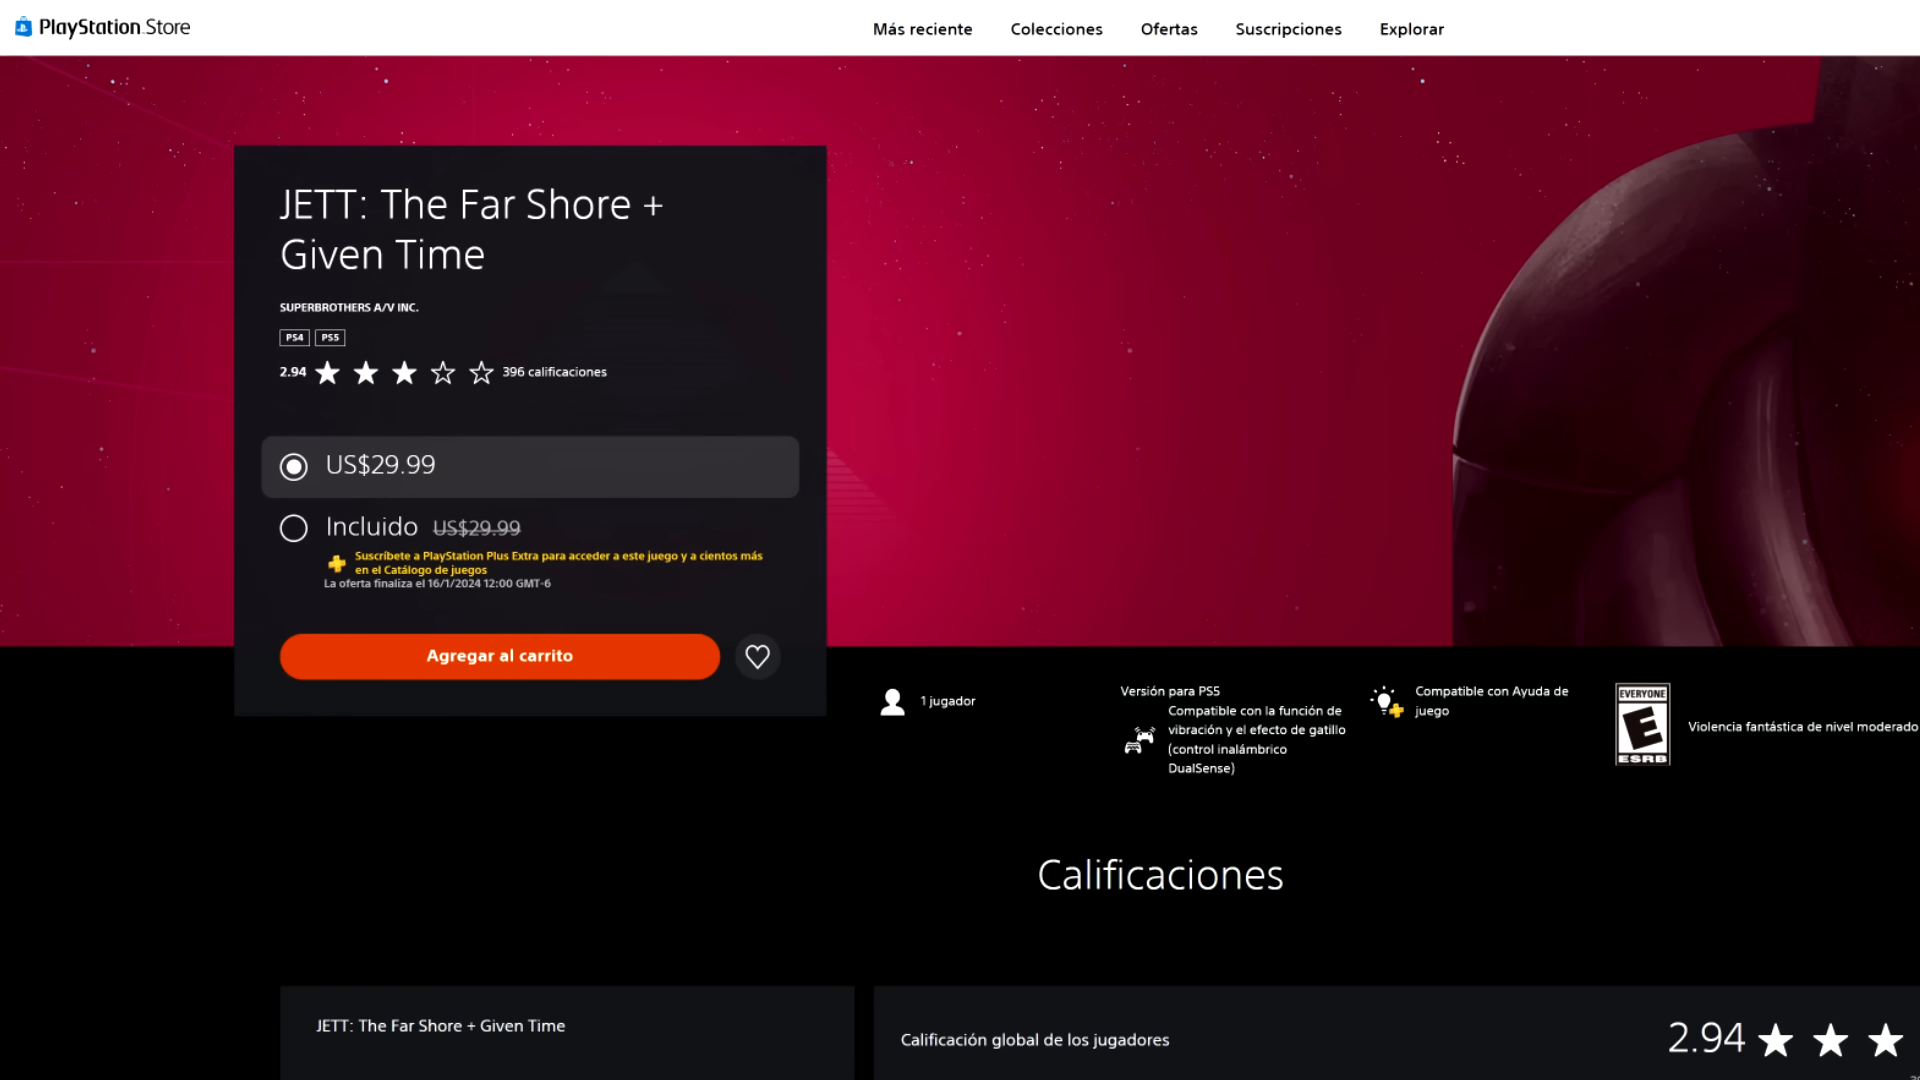 PlayStation Store
Más reciente
Colecciones
Ofertas
Suscripciones
Explorar
JETT: The Far Shore +
Given Time
SUPERBROTHERS A/V INC.
PS4 PS5
2.94 396 calificaciones
US$29.99
Incluido US$29.99
Suscríbete a PlayStation Plus Extra para acceder a este juego y a cientos más
en el Catálogo de juegos
La oferta finaliza el 16/1/2024 12:00 GMT-6
Agregar al carrito
1 jugador
Versión para PS5
Compatible con la función de
vibración y el efecto de gatillo
(control inalámbrico
DualSense)
Compatible con Ayuda de
juego
EVERYONE
E
ESRB
Violencia fantástica de nivel moderado
Calificaciones
JETT: The Far Shore + Given Time
Calificación global de los jugadores
2.94